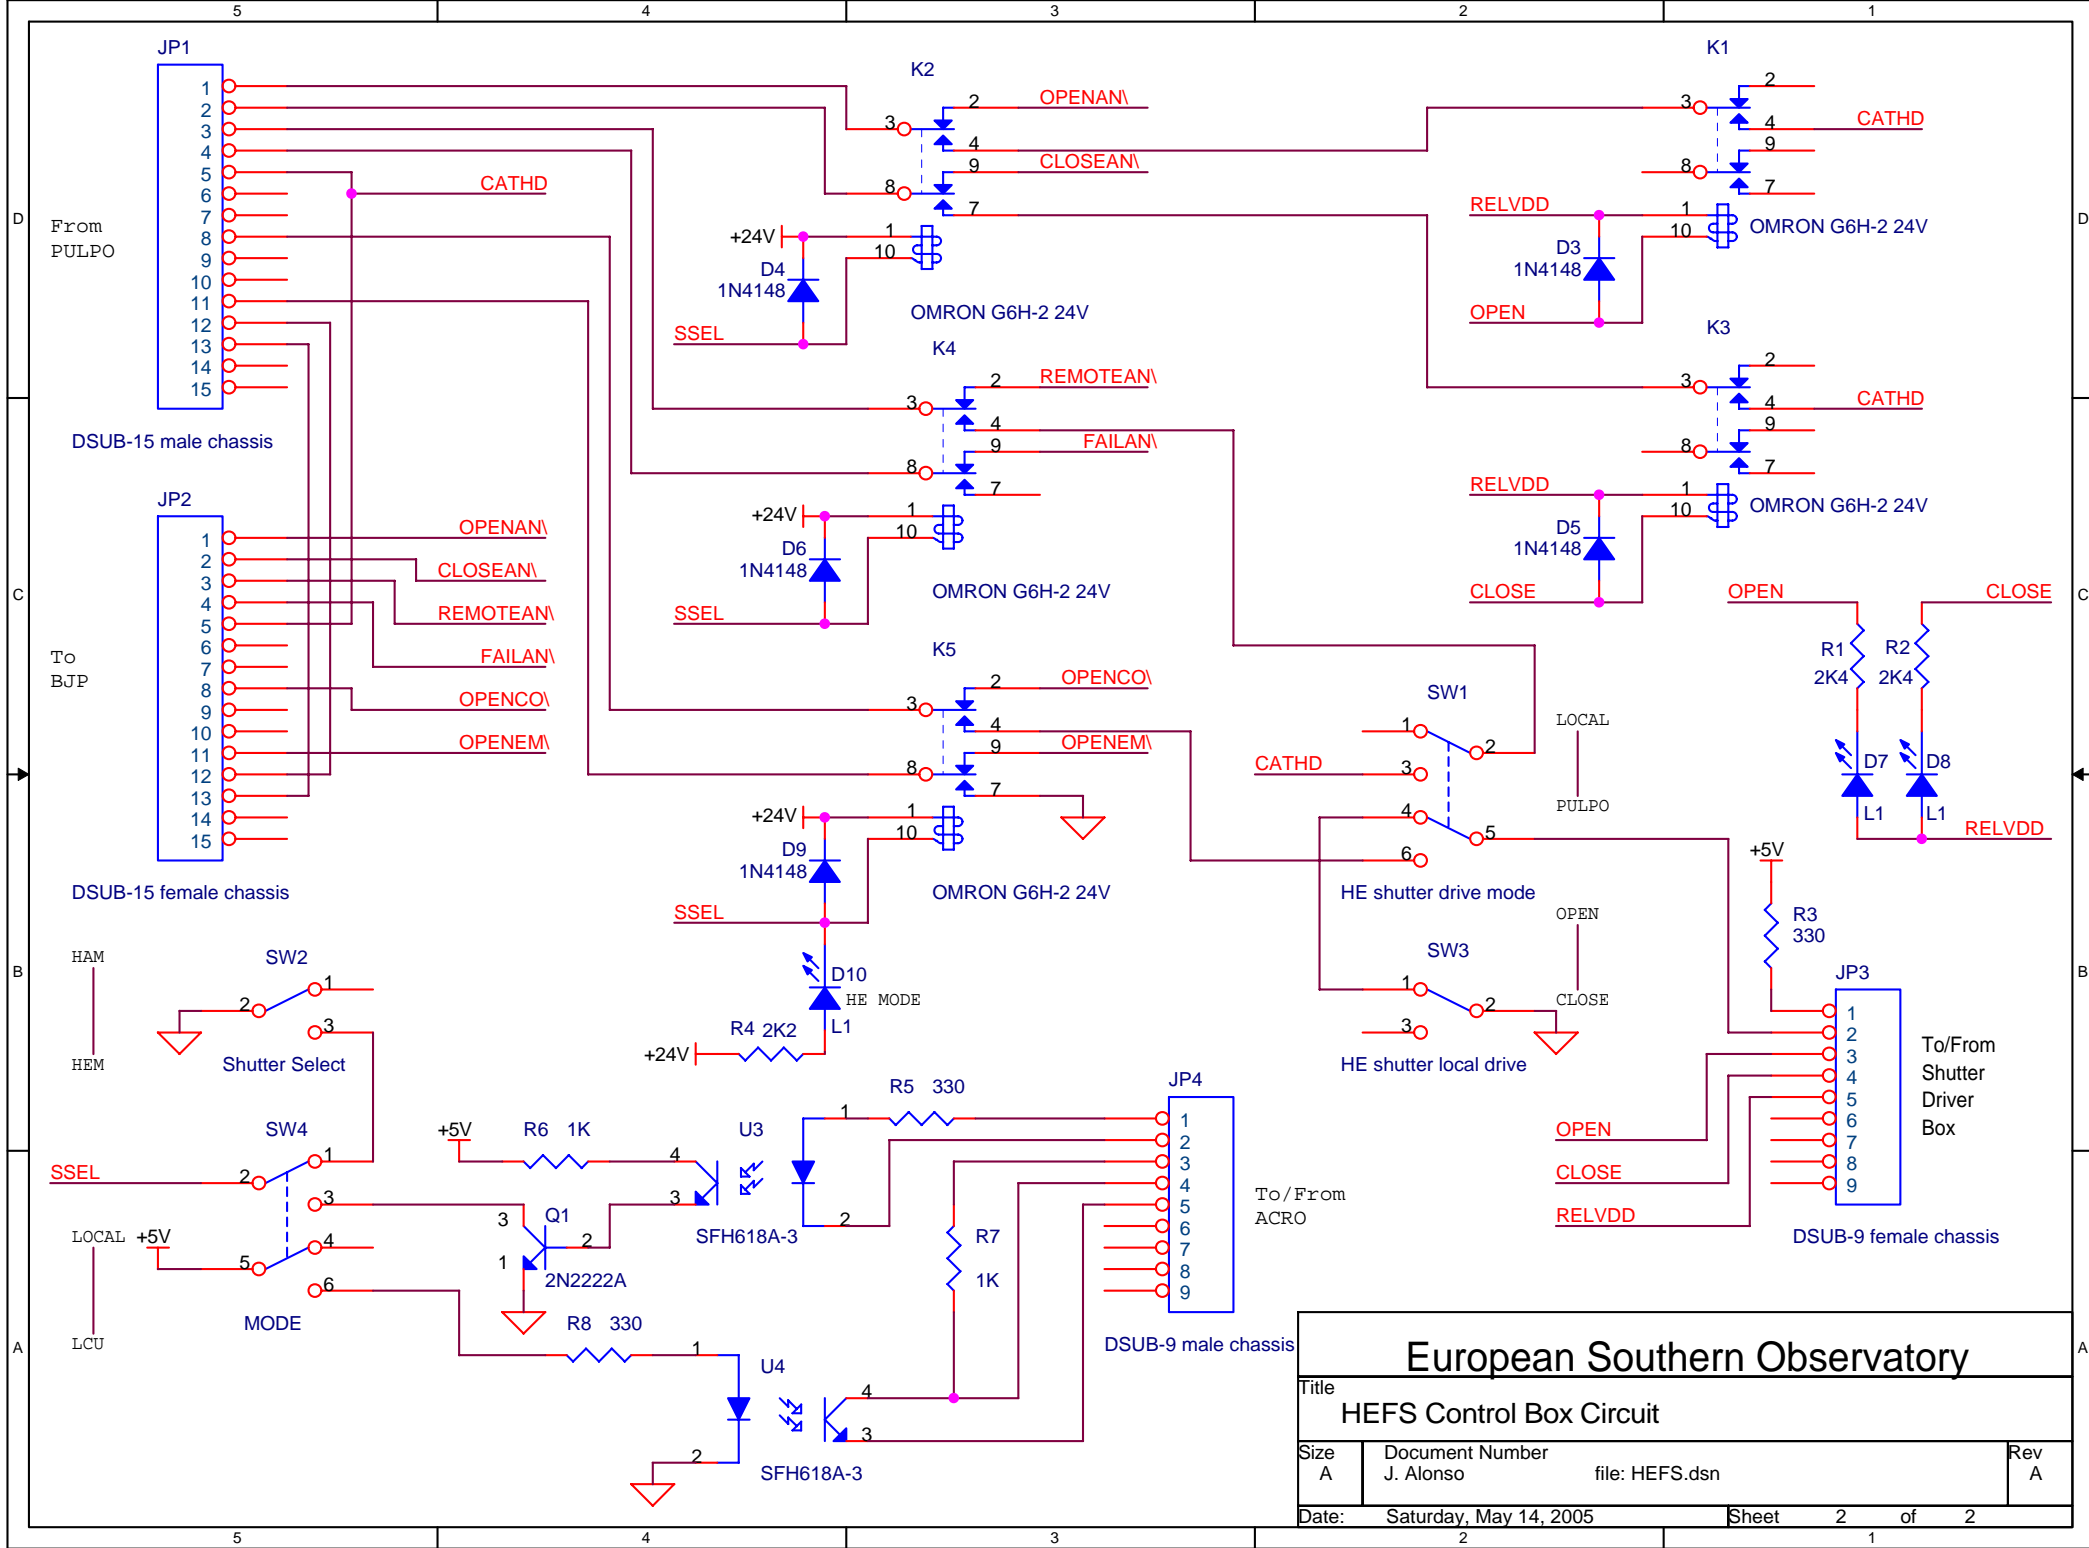 5 4 3 2 1
JP1
1
2
3
4
5
6
7
8
9
10
11
12
13
14
15
From
PULPO
DSUB-15 male chassis
CATHD
K2
3
2
4
8
9
7
OPENAN\
CLOSEAN\
+24V
1
10
D4
1N4148
SSEL
OMRON G6H-2 24V
K1
3
2
4
8
9
7
CATHD
RELVDD
1
10
OMRON G6H-2 24V
D3
1N4148
OPEN
K4
3
2
4
8
9
7
REMOTEAN\
FAILAN\
+24V
1
10
D6
1N4148
SSEL
OMRON G6H-2 24V
K3
3
2
4
8
9
7
CATHD
RELVDD
1
10
OMRON G6H-2 24V
D5
1N4148
CLOSE
JP2
1
2
3
4
5
6
7
8
9
10
11
12
13
14
15
To
BJP
DSUB-15 female chassis
OPENAN\
CLOSEAN\
REMOTEAN\
FAILAN\
OPENCO\
OPENEM\
K5
3
2
4
8
9
7
OPENCO\
OPENEM\
+24V
1
10
D9
1N4148
SSEL
OMRON G6H-2 24V
D10
HE MODE
L1
R4 2K2
+24V
SW1
1
2
3
4
5
6
CATHD
LOCAL
PULPO
HE shutter drive mode
OPEN
CLOSE
R1
2K4
R2
2K4
D7
L1
D8
L1
RELVDD
SW3
1
2
3
OPEN
CLOSE
HE shutter local drive
+5V
R3
330
JP3
1
2
3
4
5
6
7
8
9
To/From
Shutter
Driver
Box
OPEN
CLOSE
RELVDD
DSUB-9 female chassis
HAM
HEM
SW2
1
2
3
Shutter Select
SW4
SSEL
1
2
3
4
5
6
LOCAL
+5V
LCU
MODE
+5V
R6 1K
4
3
U3
SFH618A-3
1
2
R5 330
Q1
3
2
1
2N2222A
R8 330
1
2
U4
4
3
SFH618A-3
R7
1K
JP4
1
2
3
4
5
6
7
8
9
To/From
ACRO
DSUB-9 male chassis
European Southern Observatory
Title
HEFS Control Box Circuit
Size
A
Document Number
J. Alonso file: HEFS.dsn
Rev
A
Date: Saturday, May 14, 2005 Sheet 2 of 2
D
C
B
A
D
C
B
A
5 4 3 2 1